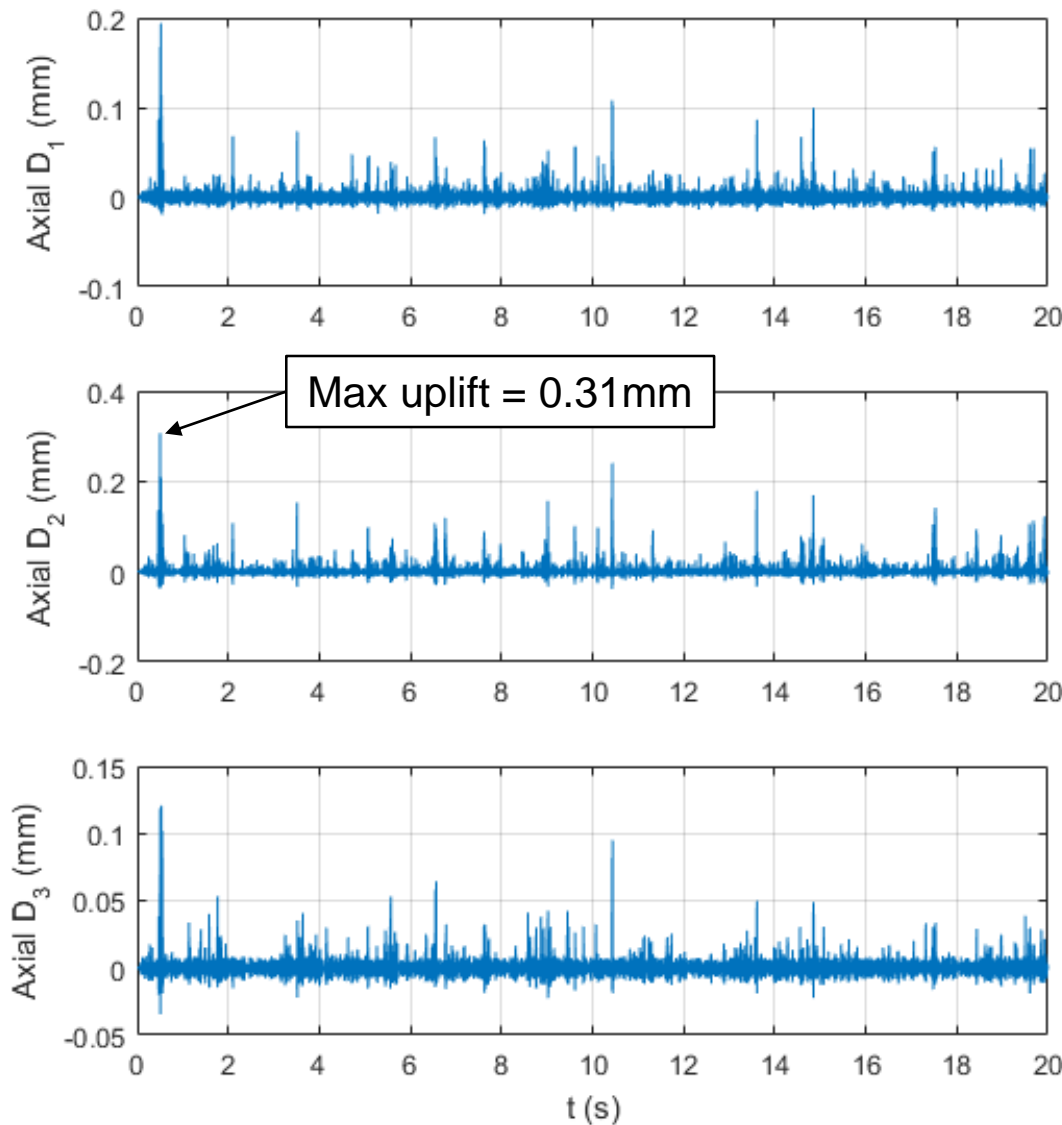 Axial D₁ (mm)
0.2
0.1
0
-0.1
0 2 4 6 8 10 12 14 16 18 20
Max uplift = 0.31mm
Axial D₂ (mm)
0.4
0.2
0
-0.2
0 2 4 6 8 10 12 14 16 18 20
Axial D₃ (mm)
0.15
0.1
0.05
0
-0.05
0 2 4 6 8 10 12 14 16 18 20
t (s)